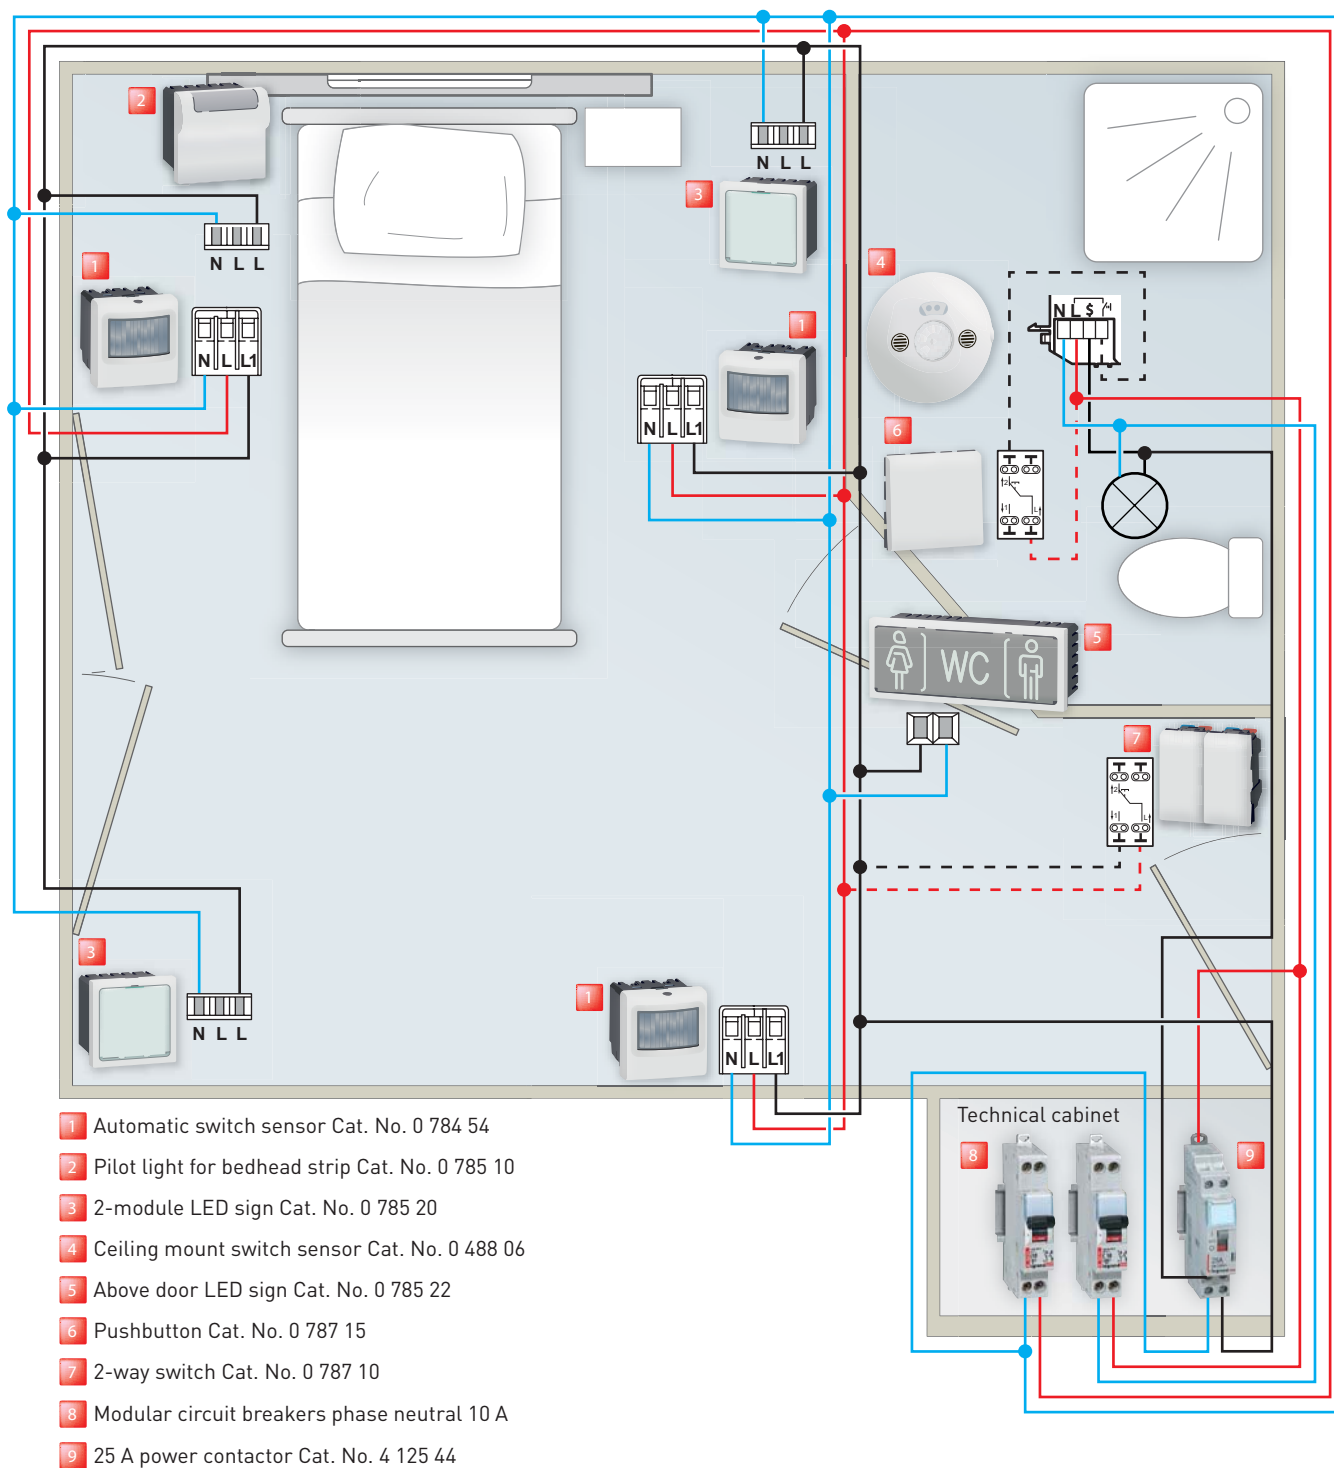 2
N L L
3
N L L
1
N L L1
4
N L $
1
N L L1
6
WC
5
7
3
N L L
1
N L L1
Technical cabinet
8
9
1 Automatic switch sensor Cat. No. 0 784 54
2 Pilot light for bedhead strip Cat. No. 0 785 10
3 2-module LED sign Cat. No. 0 785 20
4 Ceiling mount switch sensor Cat. No. 0 488 06
5 Above door LED sign Cat. No. 0 785 22
6 Pushbutton Cat. No. 0 787 15
7 2-way switch Cat. No. 0 787 10
8 Modular circuit breakers phase neutral 10 A
9 25 A power contactor Cat. No. 4 125 44